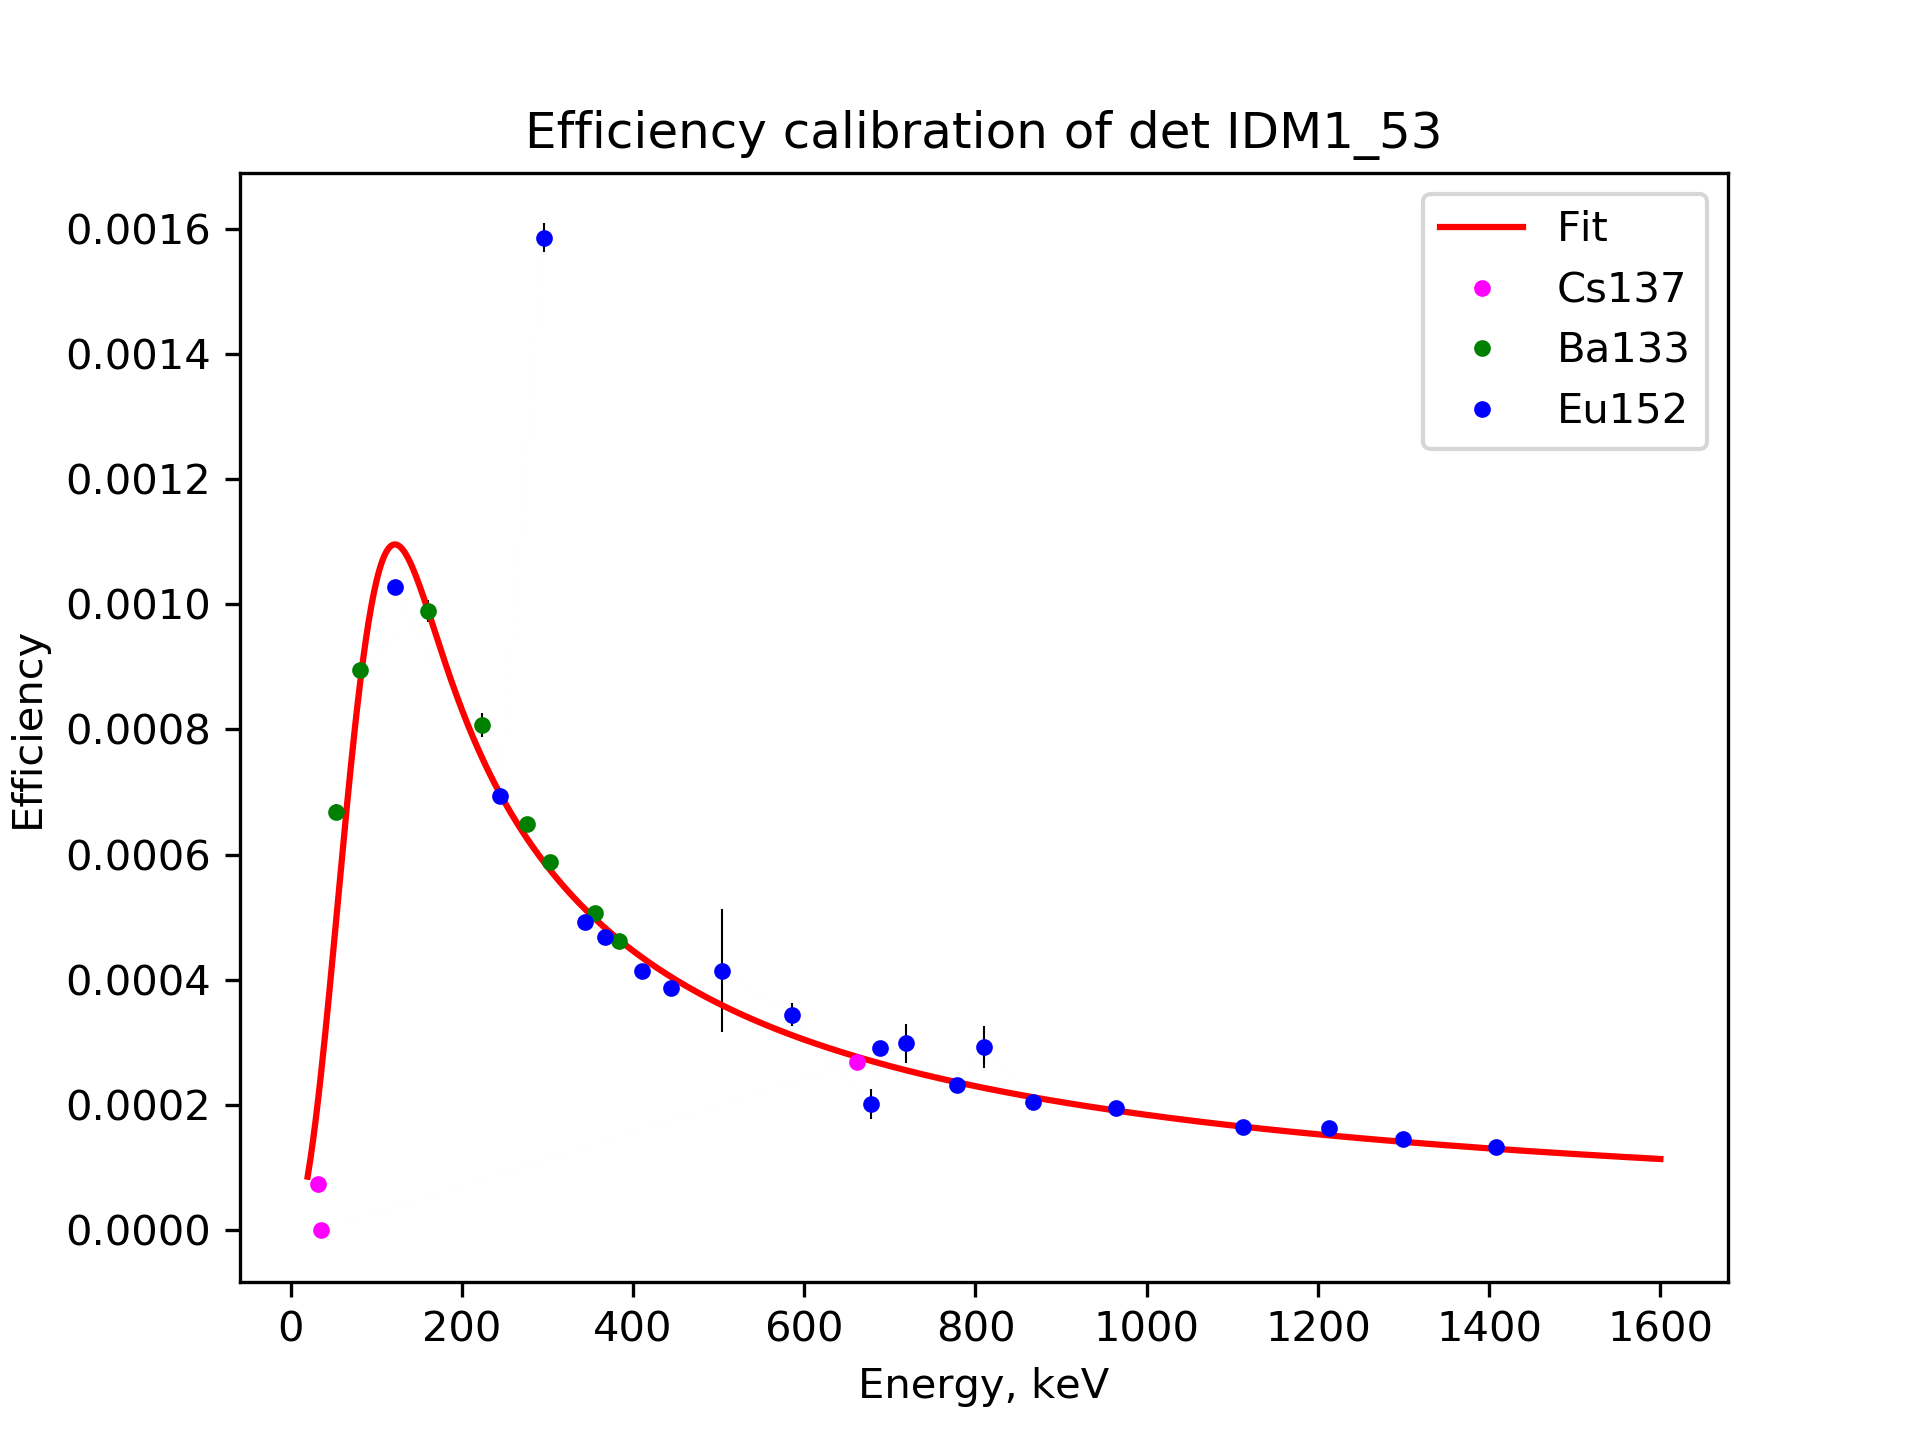 Efficiency calibration of det IDM1_53
Fit
Cs137
Ba133
Eu152
Efficiency
0.0016
0.0014
0.0012
0.0010
0.0008
0.0006
0.0004
0.0002
0.0000
0 200 400 600 800 1000 1200 1400 1600
Energy, keV